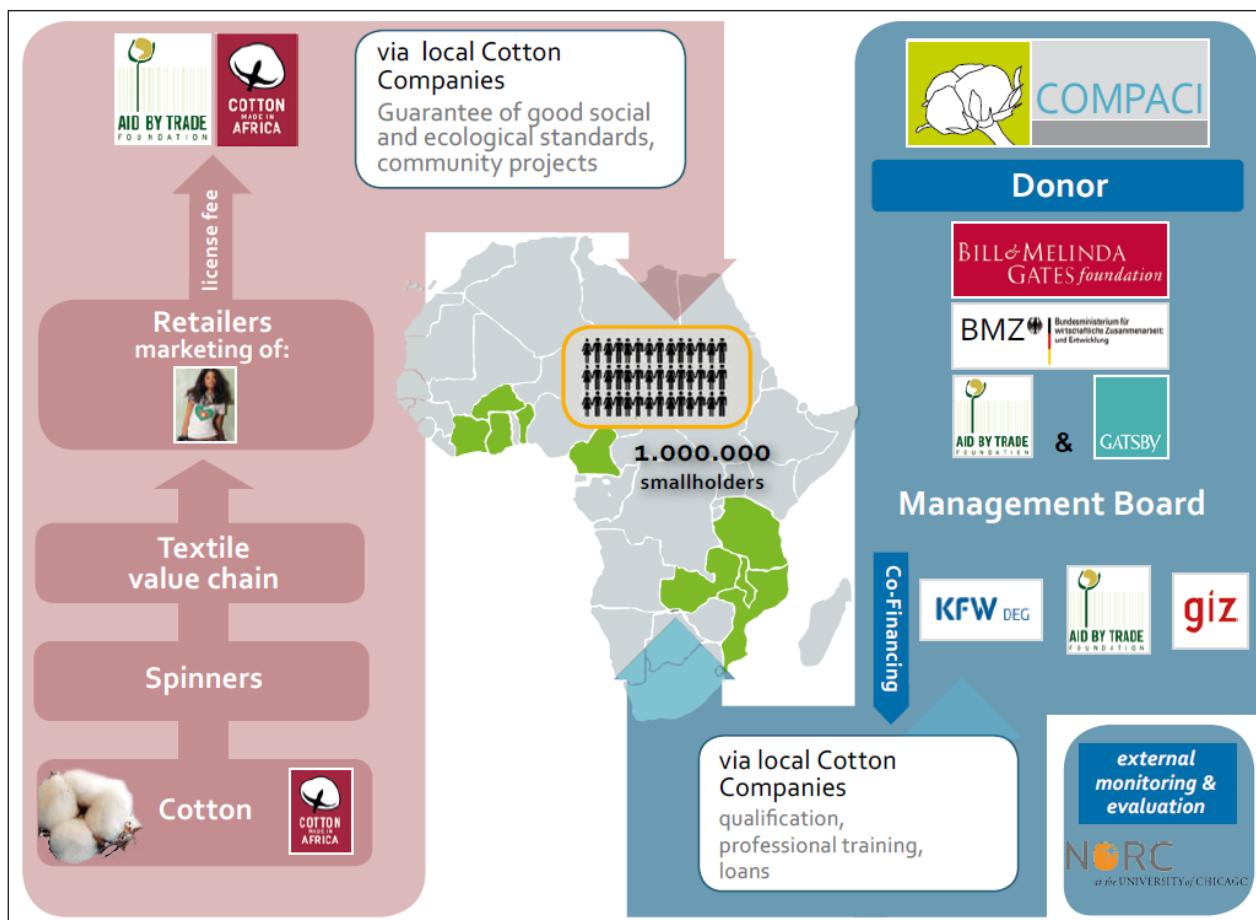 AID BY TRADE
FOUNDATION
COTTON
MADE IN
AFRICA
license fee
Retailers
marketing of:
Textile
value chain
Spinners
Cotton
COTTON
MADE IN
AFRICA
via local Cotton
Companies
Guarantee of good social
and ecological standards,
community projects
1.000.000
smallholders
COMPACI
Donor
BILL & MELINDA
GATES foundation
BMZ
Bundesministerium für
wirtschaftliche Zusammenarbeit
und Entwicklung
AID BY TRADE
FOUNDATION
&
GATSBY
Management Board
Co-Financing
KFW DEG
AID BY TRADE
FOUNDATION
giz
via local Cotton
Companies
qualification,
professional training,
loans
external
monitoring &
evaluation
NORC
at the UNIVERSITY of CHICAGO